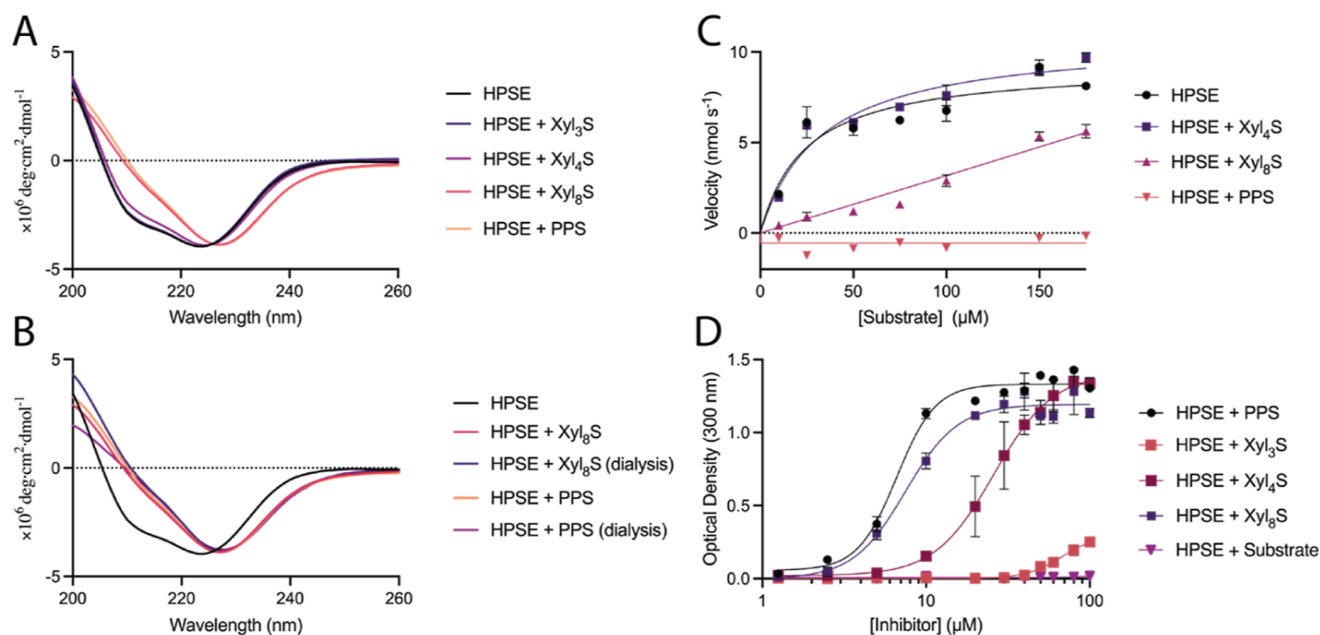 A
5
0
-5
×10⁶ deg·cm²·dmol⁻¹
200 220 240 260
Wavelength (nm)
HPSE
HPSE + Xyl₃S
HPSE + Xyl₄S
HPSE + Xyl₈S
HPSE + PPS
B
5
0
-5
×10⁶ deg·cm²·dmol⁻¹
200 220 240 260
Wavelength (nm)
HPSE
HPSE + Xyl₈S
HPSE + Xyl₈S (dialysis)
HPSE + PPS
HPSE + PPS (dialysis)
C
10
5
0
Velocity (nmol s⁻¹)
0 50 100 150
[Substrate] (µM)
HPSE
HPSE + Xyl₄S
HPSE + Xyl₈S
HPSE + PPS
D
1.5
1.0
0.5
0.0
Optical Density (300 nm)
1 10 100
[Inhibitor] (µM)
HPSE + PPS
HPSE + Xyl₃S
HPSE + Xyl₄S
HPSE + Xyl₈S
HPSE + Substrate